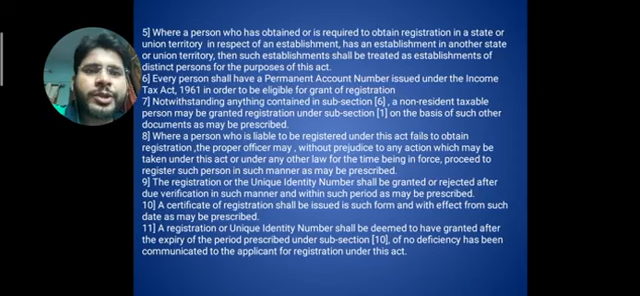 5] Where a person who has obtained or is required to obtain registration in a state or
union territory in respect of an establishment, has an establishment in another state
or union territory, then such establishments shall be treated as establishments of
distinct persons for the purposes of this act.
6] Every person shall have a Permanent Account Number issued under the Income
Tax Act, 1961 in order to be eligible for grant of registration
7] Notwithstanding anything contained in sub-section [6] , a non-resident taxable
person may be granted registration under sub-section [1] on the basis of such other
documents as may be prescribed.
8] Where a person who is liable to be registered under this act fails to obtain
registration ,the proper officer may , without prejudice to any action which may be
taken under this act or under any other law for the time being in force, proceed to
register such person in such manner as may be prescribed.
9] The registration or the Unique Identity Number shall be granted or rejected after
due verification in such manner and within such period as may be prescribed.
10] A certificate of registration shall be issued is such form and with effect from such
date as may be prescribed.
11] A registration or Unique Identity Number shall be deemed to have granted after
the expiry of the period prescribed under sub-section [10], of no deficiency has been
communicated to the applicant for registration under this act.